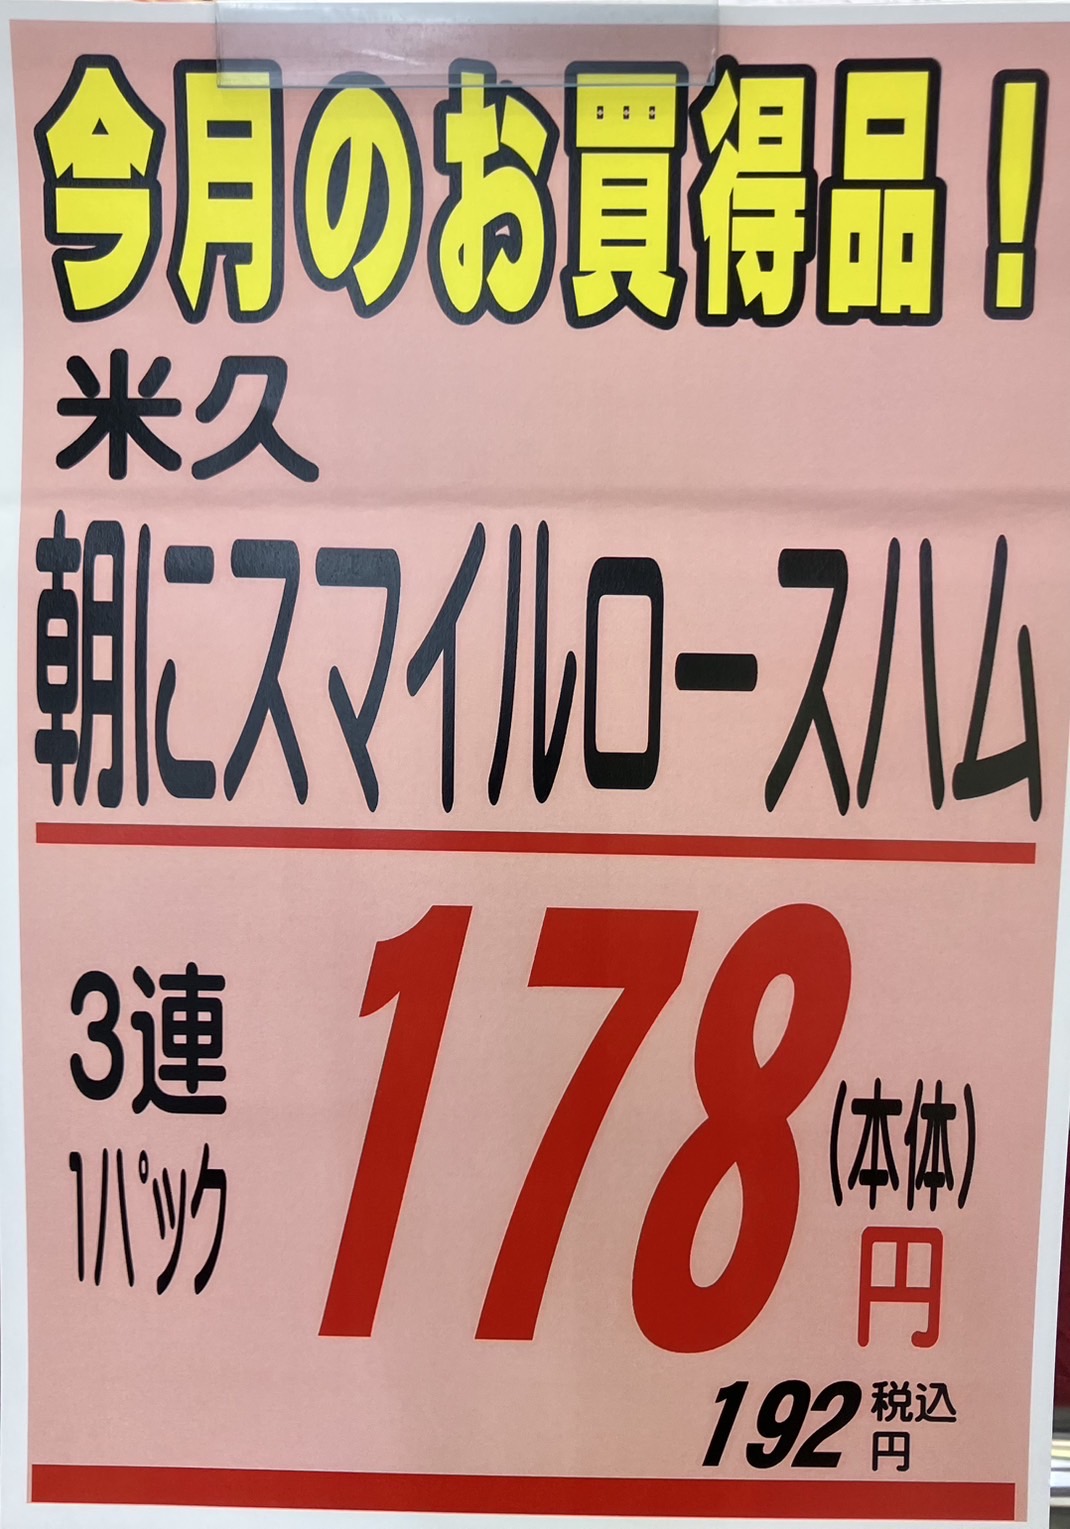 今月のお買得品！
米久
朝にスマイルロースハム
3連
1パック
178
(本体)
円
192 税込
円